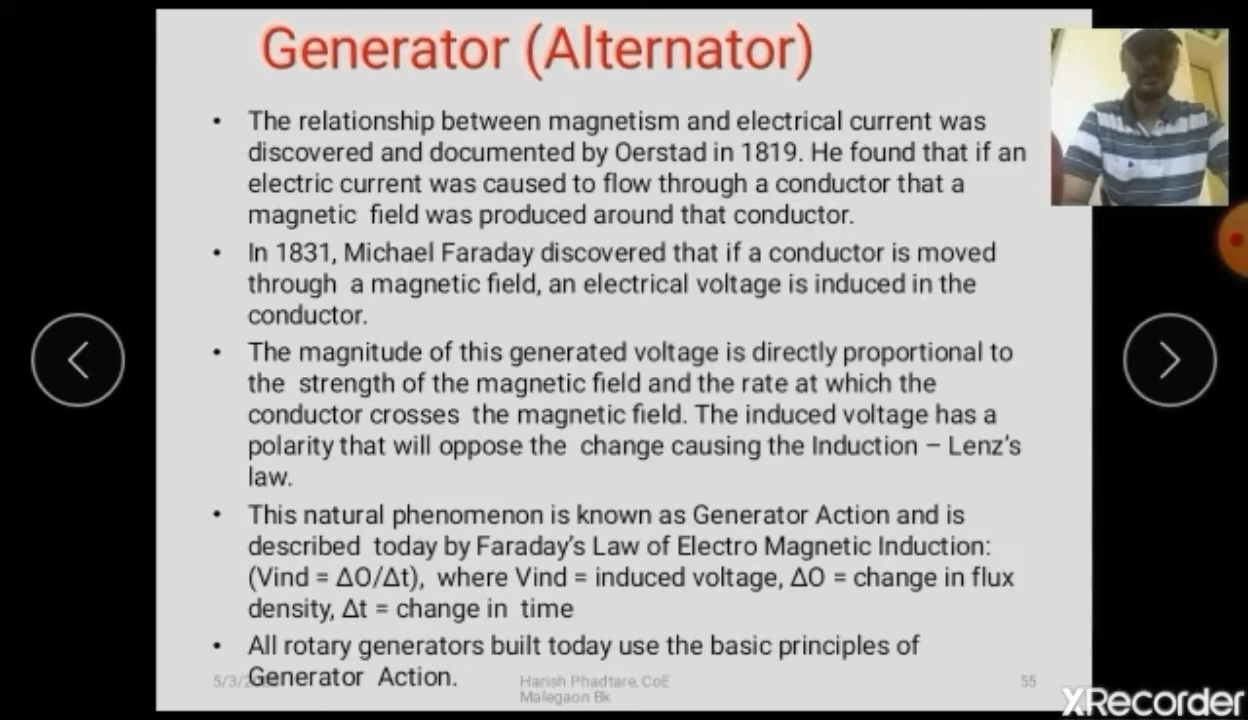 Generator (Alternator)
• The relationship between magnetism and electrical current was
discovered and documented by Oerstad in 1819. He found that if an
electric current was caused to flow through a conductor that a
magnetic field was produced around that conductor.
• In 1831, Michael Faraday discovered that if a conductor is moved
through a magnetic field, an electrical voltage is induced in the
conductor.
• The magnitude of this generated voltage is directly proportional to
the strength of the magnetic field and the rate at which the
conductor crosses the magnetic field. The induced voltage has a
polarity that will oppose the change causing the Induction – Lenz's
law.
• This natural phenomenon is known as Generator Action and is
described today by Faraday's Law of Electro Magnetic Induction:
(Vind = ΔO/Δt), where Vind = induced voltage, ΔO = change in flux
density, Δt = change in time
• All rotary generators built today use the basic principles of
Generator Action.
5/3/2
Harish Phadtare, CoE
Malegaon Bk
55
XRecorder